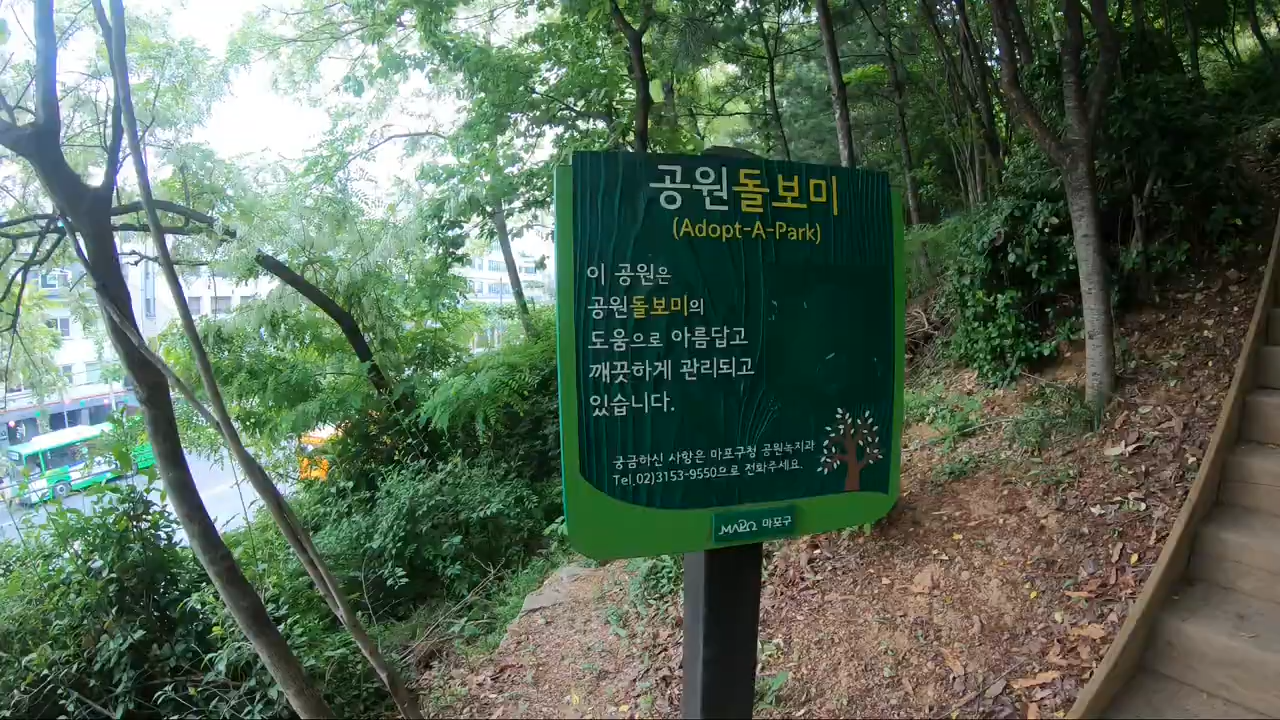 공원돌보미
(Adopt-A-Park)
이 공원은
공원돌보미의
도움으로 아름답고
깨끗하게 관리되고
있습니다.
궁금하신 사항은 마포구청 공원녹지과
Tel.02)3153-9550으로 전화주세요.
MAPO 마포구